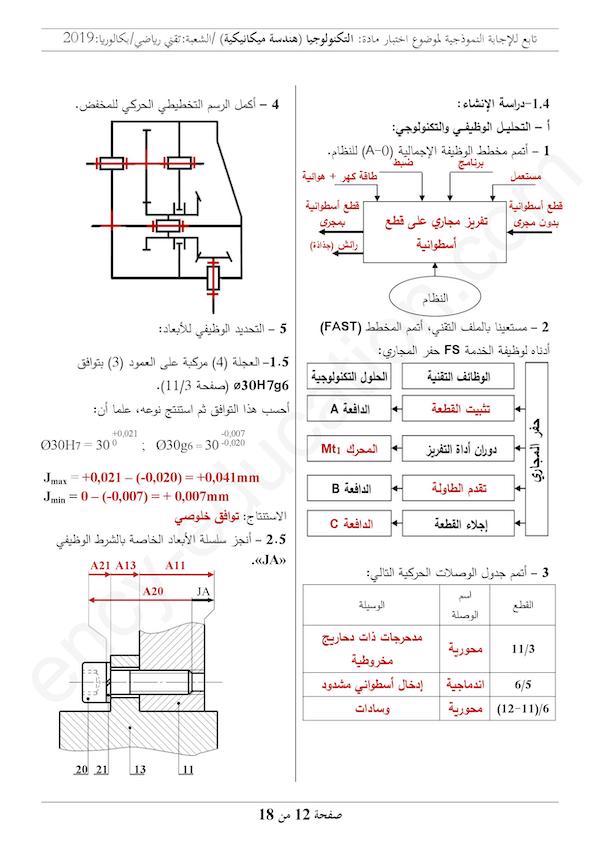 تابع للإجابة النموذجية لموضوع اختبار مادة: التكنولوجيا (هندسة ميكانيكية) /الشعبة:تقني رياضي/بكالوريا:2019
1.4-دراسة الإنشاء:
أ – التحليل الوظيفي والتكنولوجي:
1 – أتمم مخطط الوظيفة الإجمالية (A-0) للنظام.
مستعمل
برنامج
ضبط
طاقة كهر + هوائية
قطع أسطوانية بدون مجرى
تفريز مجاري على قطع أسطوانية
قطع أسطوانية بمجرى
رائش (جذاذة)
النظام
2 – مستعينا بالملف التقني، أتمم المخطط (FAST)
أدناه لوظيفة الخدمة FS حفر المجاري:
حفر المجاري
الوظائف التقنية
الحلول التكنولوجية
تثبيت القطعة
الدافعة A
دوران أداة التفريز
المحرك Mt1
تقدم الطاولة
الدافعة B
إجلاء القطعة
الدافعة C
3 – أتمم جدول الوصلات الحركية التالي:
القطع
اسم الوصلة
الوسيلة
11/3
محورية
مدحرجات ذات دحاريج مخروطية
6/5
اندماجية
إدخال أسطواني مشدود
(12-11)/6
محورية
وسادات
4 – أكمل الرسم التخطيطي الحركي للمخفض.
5 – التحديد الوظيفي للأبعاد:
1.5– العجلة (4) مركبة على العمود (3) بتوافق
ø30H7g6 (صفحة 11/3).
أحسب هذا التوافق ثم استنتج نوعه، علما أن:
Ø30H7 = 30 +0,021 0 ; Ø30g6 = 30 -0,007 -0,020
Jmax = +0,021 – (-0,020) = +0,041mm
Jmin = 0 – (-0,007) = + 0,007mm
الاستنتاج: توافق خلوصي
2.5 – أنجز سلسلة الأبعاد الخاصة بالشرط الوظيفي
«JA».
A21
A13
A11
A20
JA
20
21
13
11
صفحة 12 من 18
ency-education.com